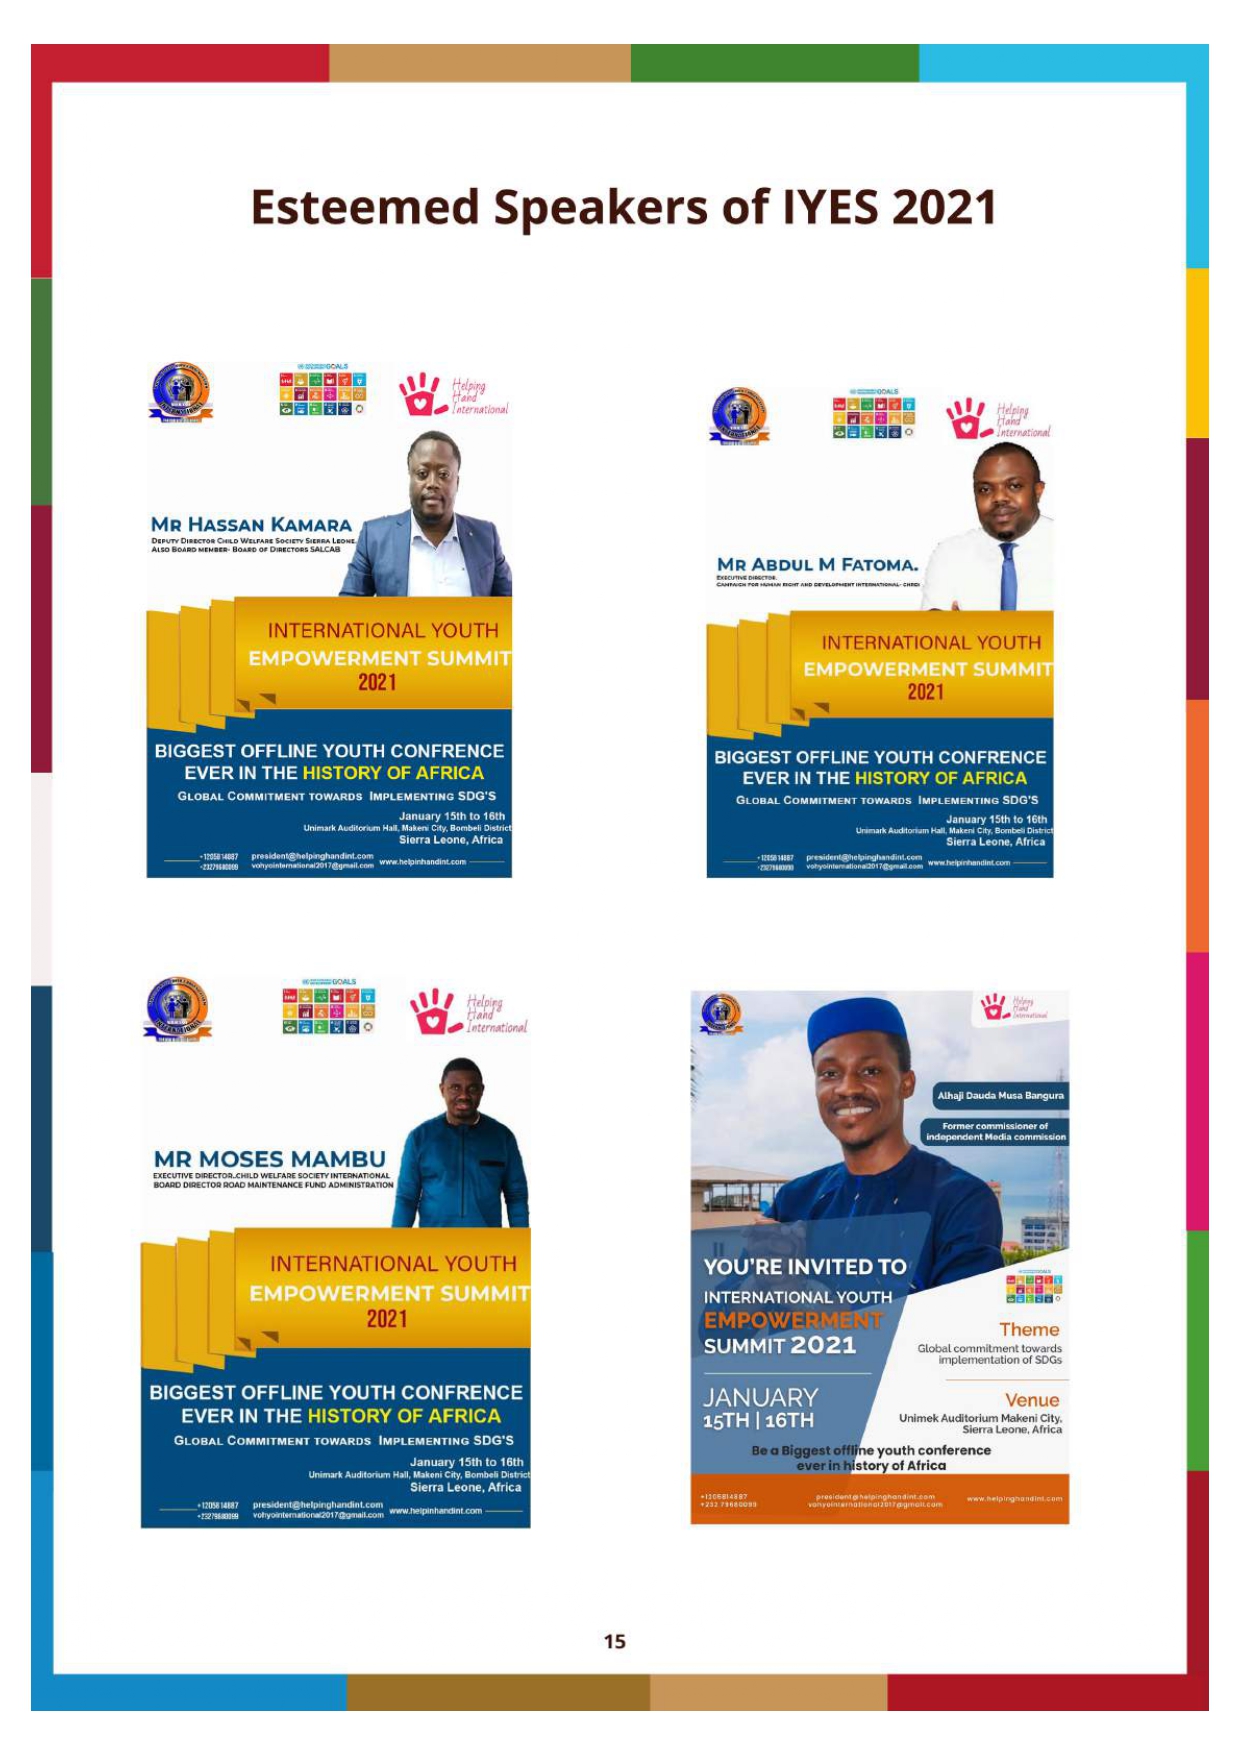 Esteemed Speakers of IYES 2021
GOALS
Helping
Hand
International
MR HASSAN KAMARA
DEPUTY DIRECTOR CHILD WELFARE SOCIETY SIERRA LEONE.
ALSO BOARD MEMBER- BOARD OF DIRECTORS SALCAB
INTERNATIONAL YOUTH
EMPOWERMENT SUMMIT
2021
BIGGEST OFFLINE YOUTH CONFRENCE
EVER IN THE HISTORY OF AFRICA
GLOBAL COMMITMENT TOWARDS IMPLEMENTING SDG'S
January 15th to 16th
Unimark Auditorium Hall, Makeni City, Bombeli District
Sierra Leone, Africa
+1205814887 president@helpinghandint.com
+23279680099 vohyointernational2017@gmail.com www.helpinhandint.com
GOALS
Helping
Hand
International
MR ABDUL M FATOMA.
EXECUTIVE DIRECTOR.
CAMPAIGN FOR HUMAN RIGHT AND DEVELOPMENT INTERNATIONAL- CHRDI
INTERNATIONAL YOUTH
EMPOWERMENT SUMMIT
2021
BIGGEST OFFLINE YOUTH CONFRENCE
EVER IN THE HISTORY OF AFRICA
GLOBAL COMMITMENT TOWARDS IMPLEMENTING SDG'S
January 15th to 16th
Unimark Auditorium Hall, Makeni City, Bombeli District
Sierra Leone, Africa
+1205814887 president@helpinghandint.com
+23279680099 vohyointernational2017@gmail.com www.helpinhandint.com
GOALS
Helping
Hand
International
MR MOSES MAMBU
EXECUTIVE DIRECTOR..CHILD WELFARE SOCIETY INTERNATIONAL
BOARD DIRECTOR ROAD MAINTENANCE FUND ADMINISTRATION
INTERNATIONAL YOUTH
EMPOWERMENT SUMMIT
2021
BIGGEST OFFLINE YOUTH CONFRENCE
EVER IN THE HISTORY OF AFRICA
GLOBAL COMMITMENT TOWARDS IMPLEMENTING SDG'S
January 15th to 16th
Unimark Auditorium Hall, Makeni City, Bombeli District
Sierra Leone, Africa
+1205814887 president@helpinghandint.com
+23279680099 vohyointernational2017@gmail.com www.helpinhandint.com
Helping
Hand
International
Alhaji Dauda Musa Bangura
Former commissioner of
independent Media commission
YOU'RE INVITED TO
INTERNATIONAL YOUTH
EMPOWERMENT
SUMMIT 2021
JANUARY
15TH | 16TH
Theme
Global commitment towards
implementation of SDGs
Venue
Unimek Auditorium Makeni City,
Sierra Leone, Africa
Be a Biggest offline youth conference
ever in history of Africa
+1205814887 president@helpinghandint.com
+232 79680099 vohyointernational2017@gmail.com www.helpinghandint.com
15